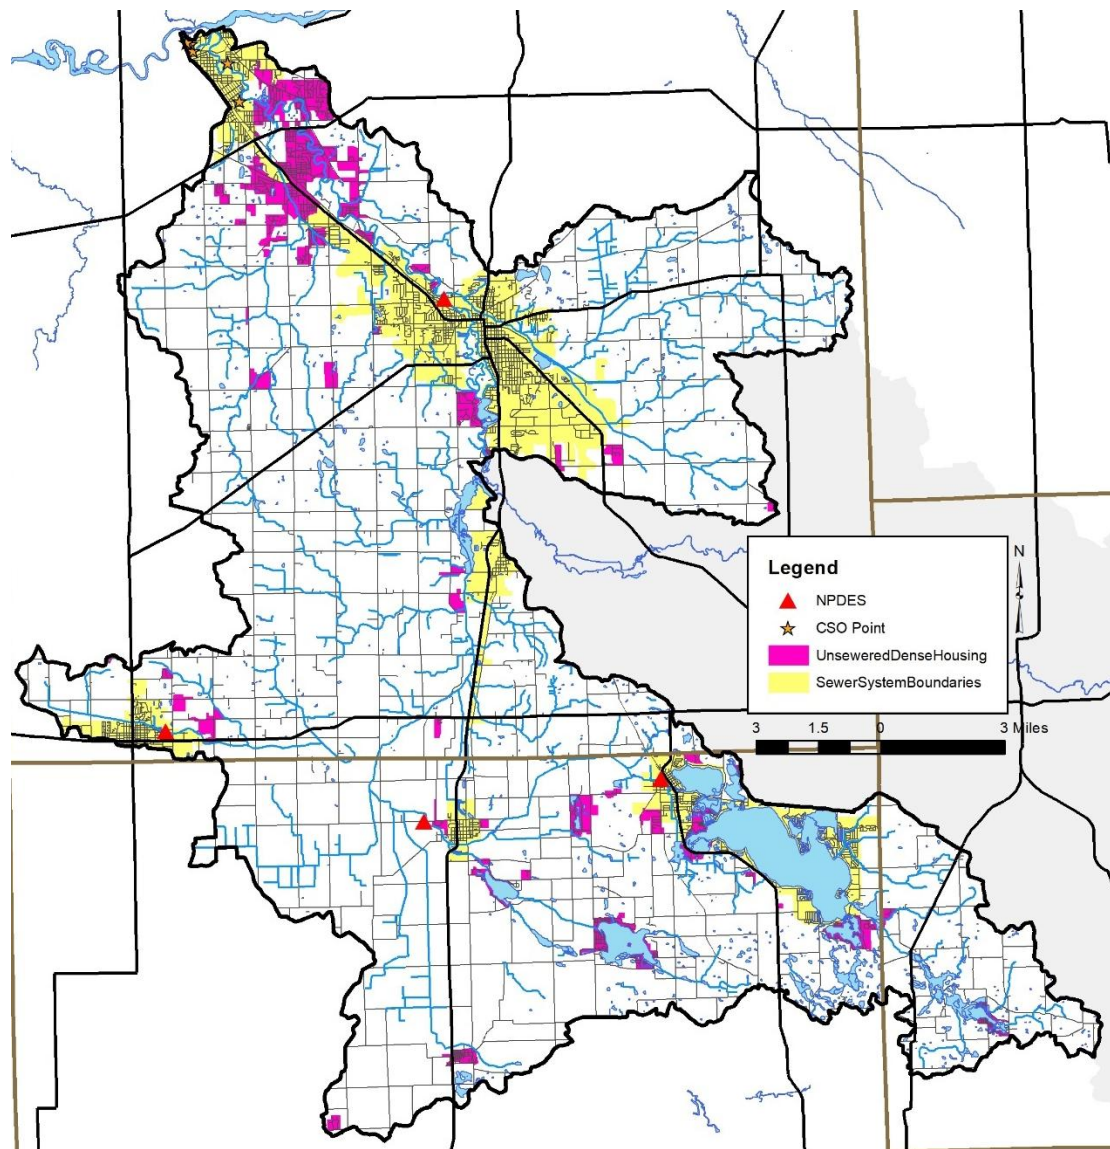 Legend
N
NPDES
CSO Point
UnseweredDenseHousing
SewerSystemBoundaries
3 1.5 0 3 Miles